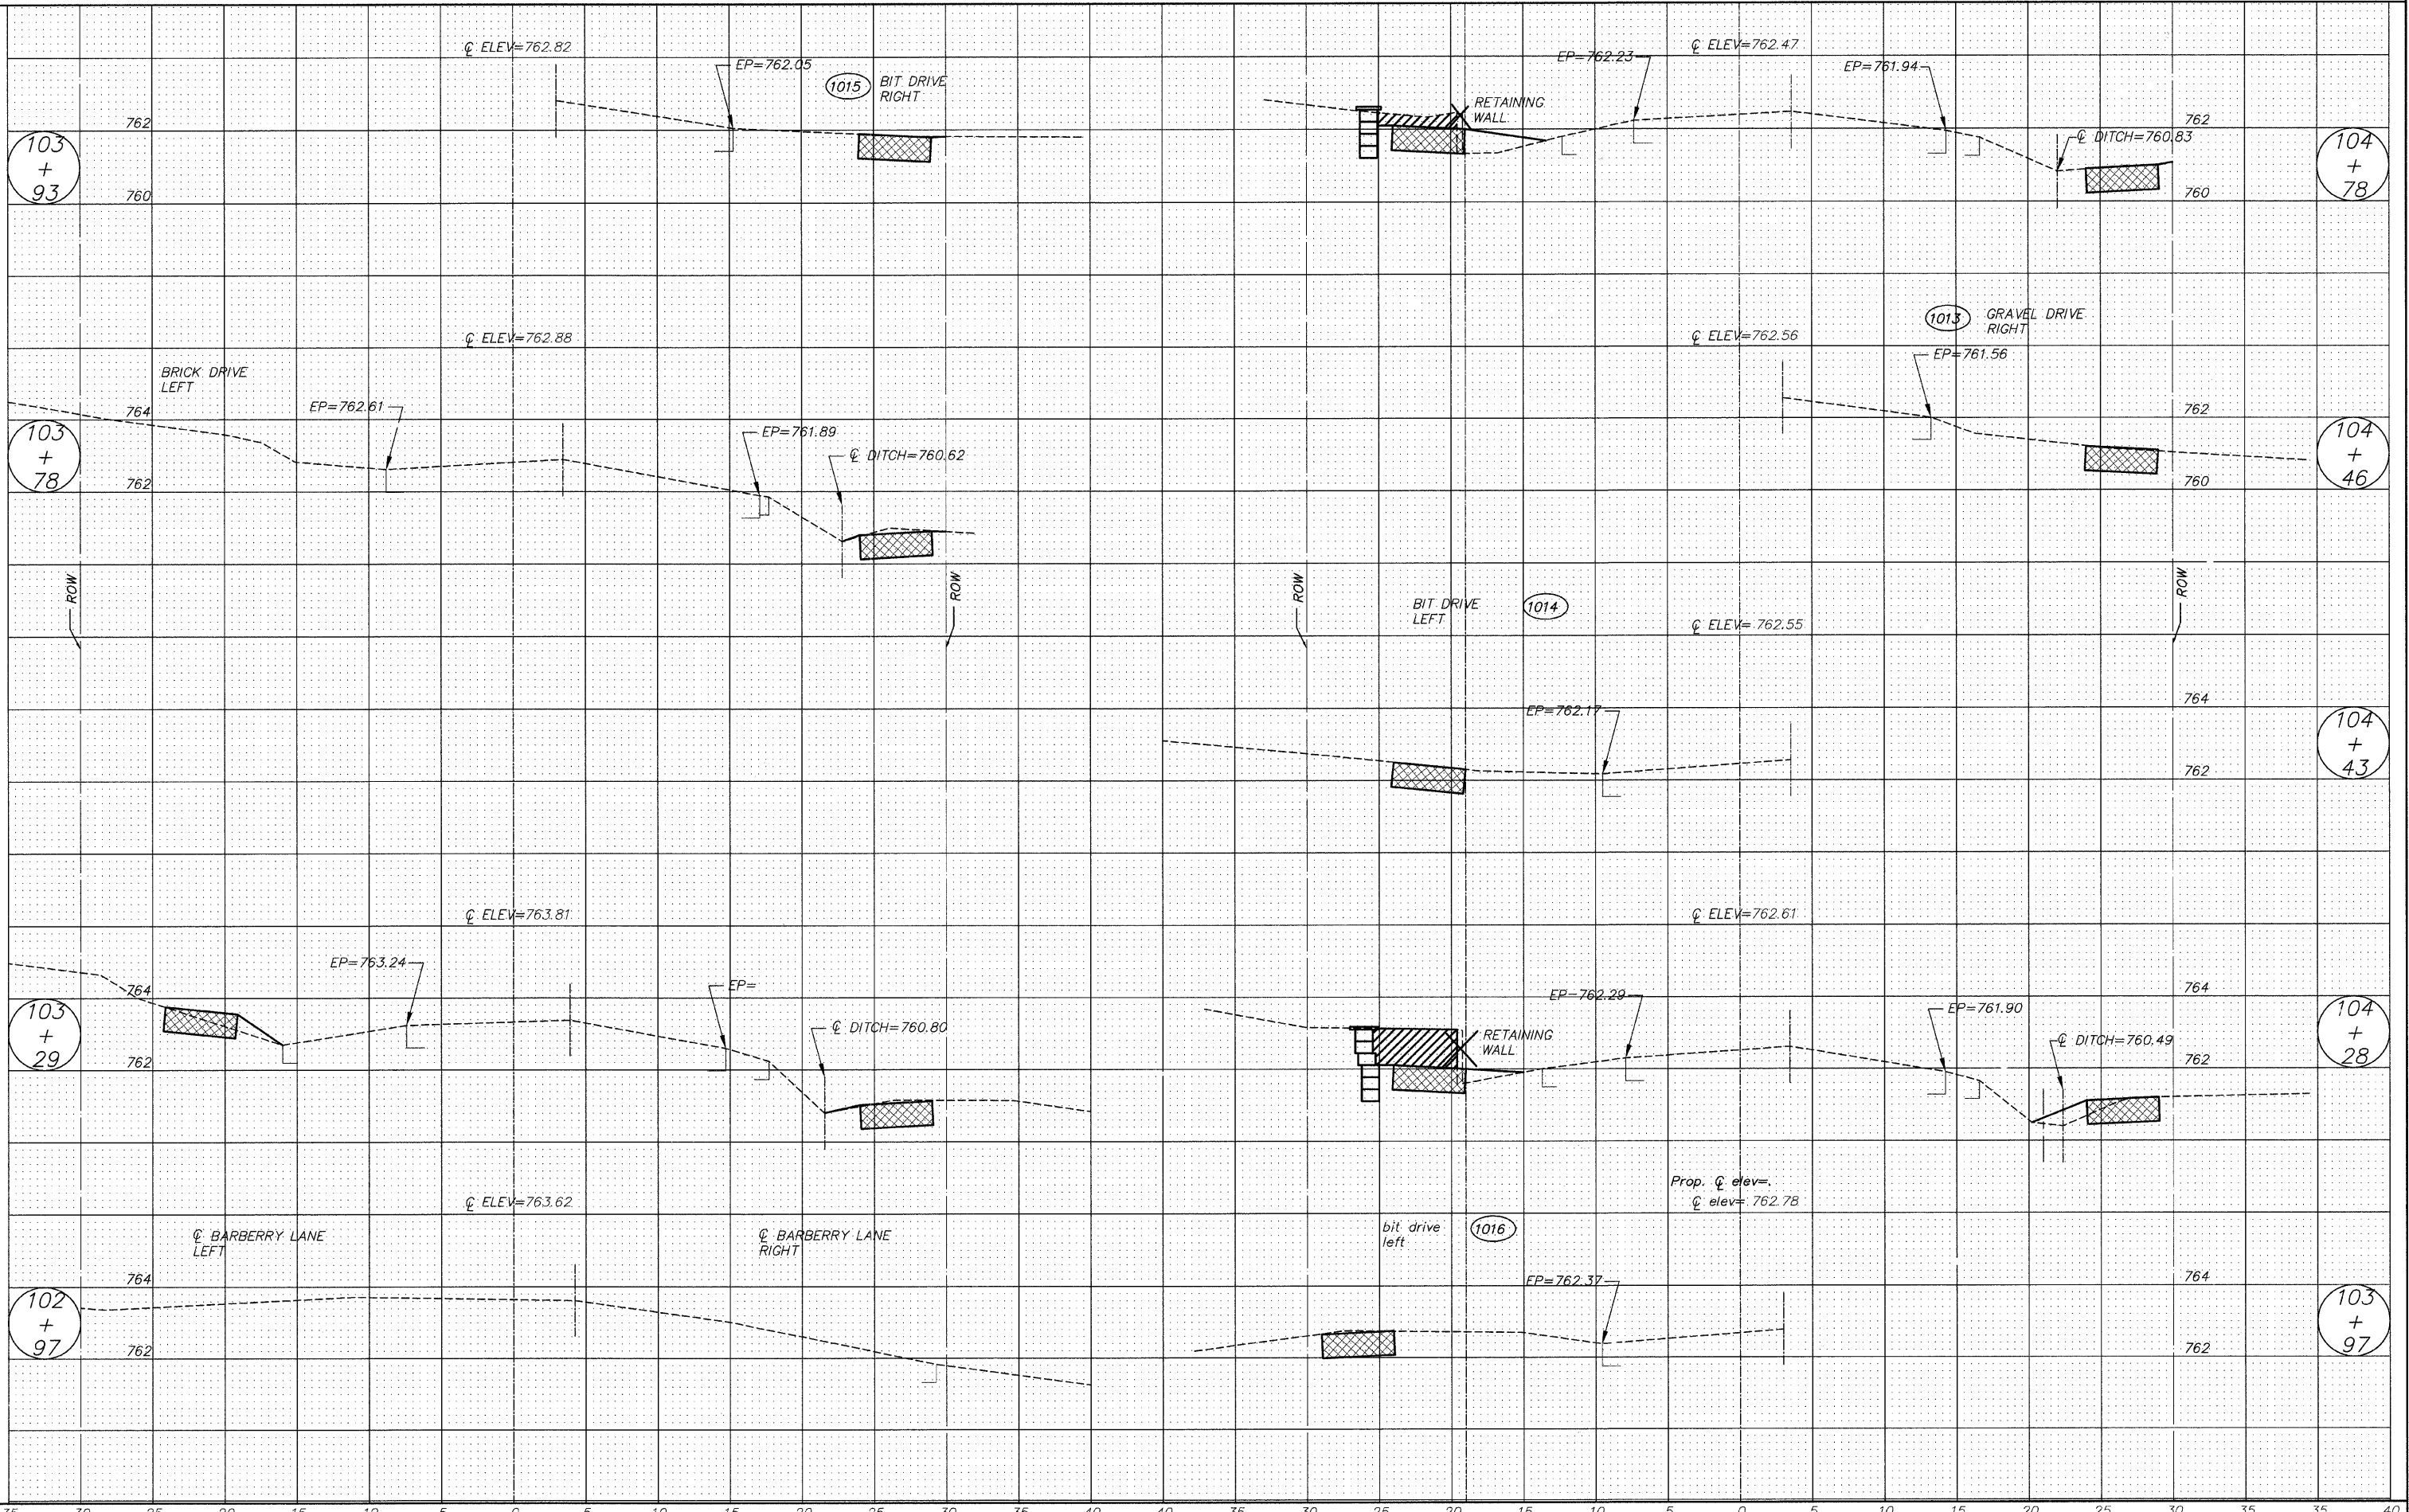 ℄ ELEV=762.82
EP=762.05
1015 BIT DRIVE
RIGHT
762
760
103
+
93
℄ ELEV=762.47
EP=762.23
EP=761.94
RETAINING
WALL
℄ DITCH=760.83
762
760
104
+
78
℄ ELEV=762.88
BRICK DRIVE
LEFT
EP=762.61
EP=761.89
℄ DITCH=760.62
764
762
103
+
78
1013 GRAVEL DRIVE
RIGHT
℄ ELEV=762.56
EP=761.56
762
760
104
+
46
ROW
ROW
ROW
ROW
BIT DRIVE
LEFT
1014
℄ ELEV= 762.55
EP=762.17
764
762
104
+
43
℄ ELEV=763.81
EP=763.24
EP=
℄ DITCH=760.80
764
762
103
+
29
℄ ELEV=762.61
EP=762.29
EP=761.90
RETAINING
WALL
℄ DITCH=760.49
764
762
104
+
28
℄ ELEV=763.62
℄ BARBERRY LANE
LEFT
℄ BARBERRY LANE
RIGHT
764
762
102
+
97
Prop. ℄ elev=.
℄ elev= 762.78
bit drive
left
1016
EP=762.37
764
762
103
+
97
35 30 25 20 15 10 5 0 5 10 15 20 25 30 35 40 40 35 30 25 20 15 10 5 0 5 10 15 20 25 30 35 40